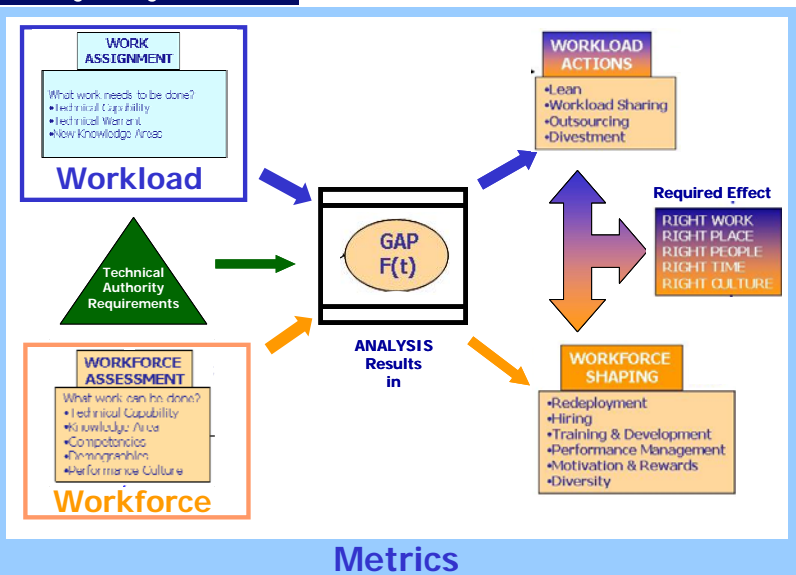 WORK
ASSIGNMENT
What work needs to be done?
•Technical Capability
•Technical Warrant
•New Knowledge Areas
Workload
Technical
Authority
Requirements
WORKFORCE
ASSESSMENT
What work can be done?
•Technical Capability
•Knowledge Area
•Competencies
•Demographics
•Performance Culture
Workforce
GAP
F(t)
ANALYSIS
Results
in
WORKLOAD
ACTIONS
•Lean
•Workload Sharing
•Outsourcing
•Divestment
Required Effect
RIGHT WORK
RIGHT PLACE
RIGHT PEOPLE
RIGHT TIME
RIGHT CULTURE
WORKFORCE
SHAPING
•Redeployment
•Hiring
•Training & Development
•Performance Management
•Motivation & Rewards
•Diversity
Metrics